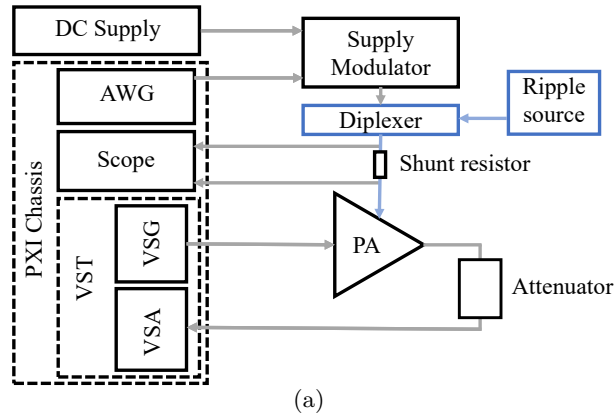 DC Supply
Supply
Modulator
AWG
Ripple
source
Diplexer
Scope
Shunt resistor
PXI Chassis
VST
VSG
PA
VSA
Attenuator
(a)